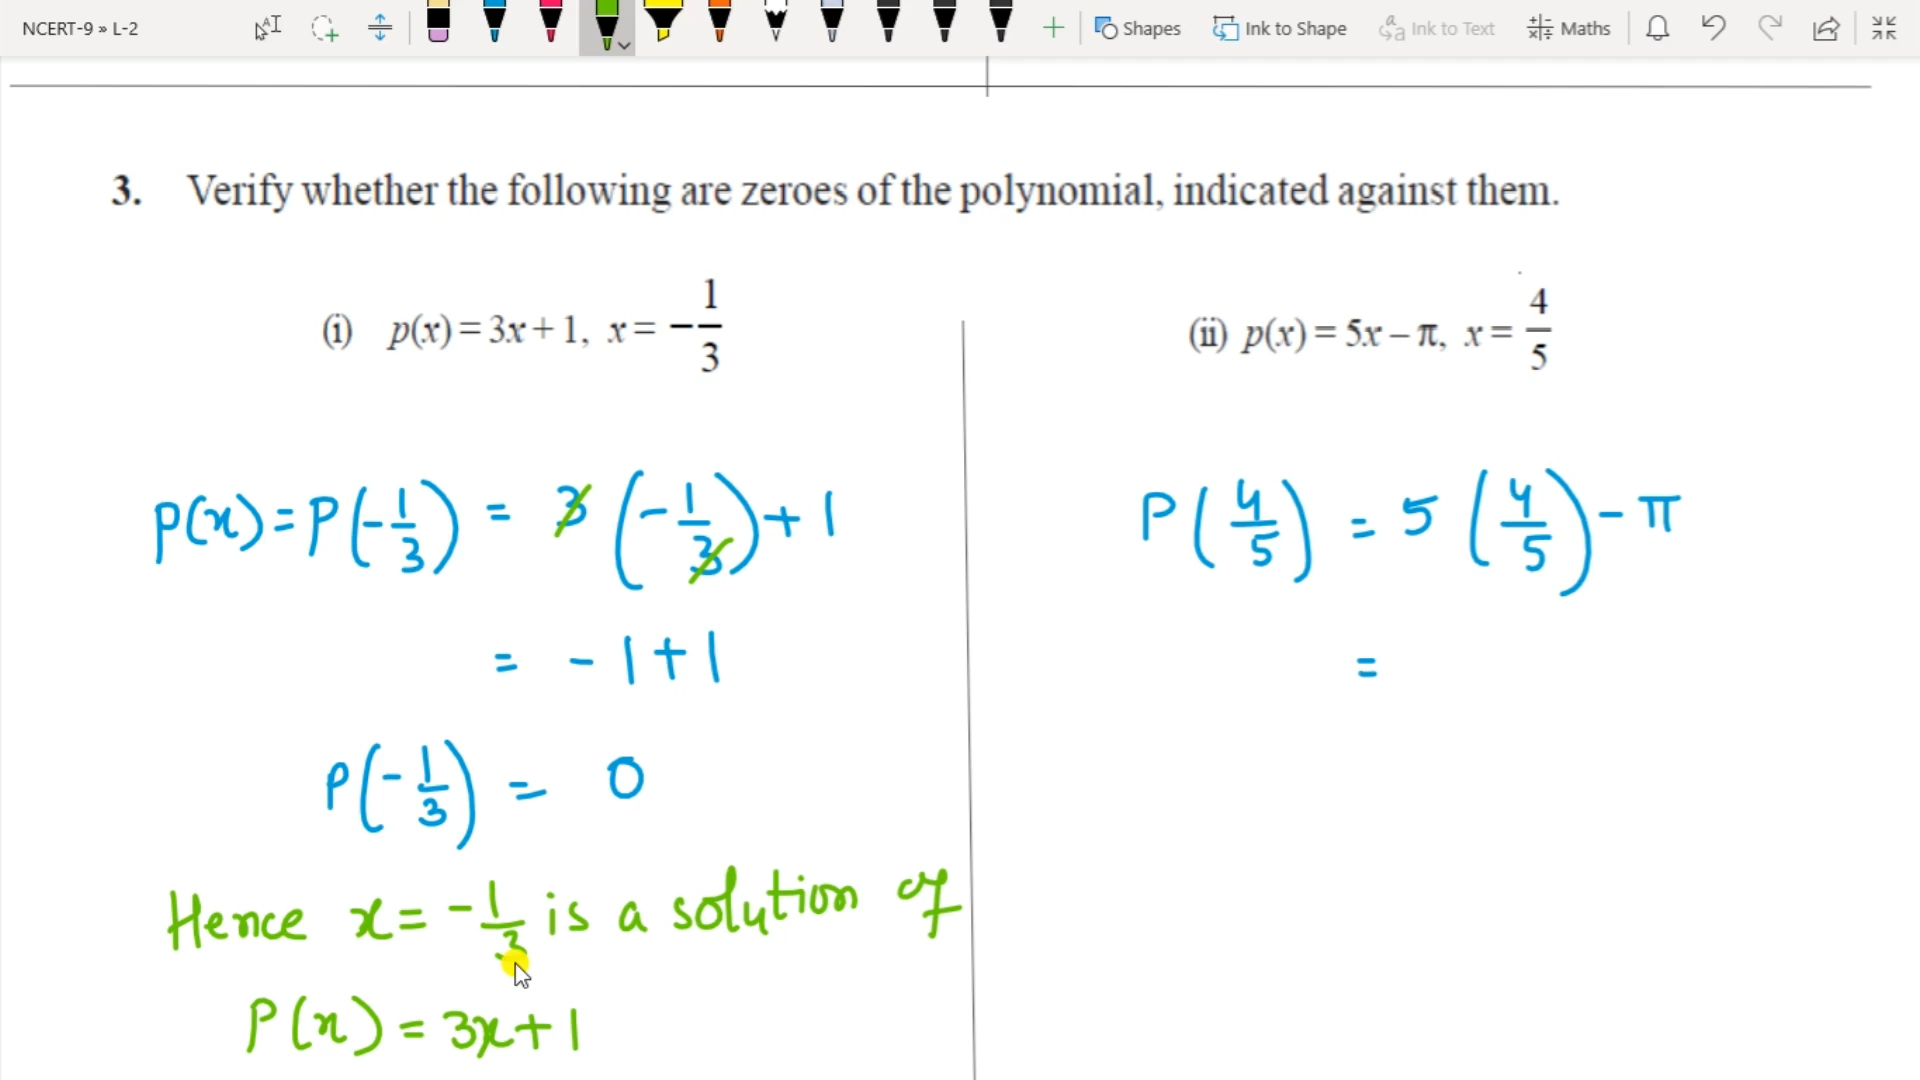 NCERT-9 » L-2
Shapes
Ink to Shape
Ink to Text
Maths
3. Verify whether the following are zeroes of the polynomial, indicated against them.
(i) p(x) = 3x + 1, x = -1/3
(ii) p(x) = 5x – π, x = 4/5
P(x) = P(-1/3) = 3(-1/3) + 1
= -1 + 1
P(-1/3) = 0
Hence x = -1/3 is a solution of
P(x) = 3x + 1
P(4/5) = 5(4/5) - π
=